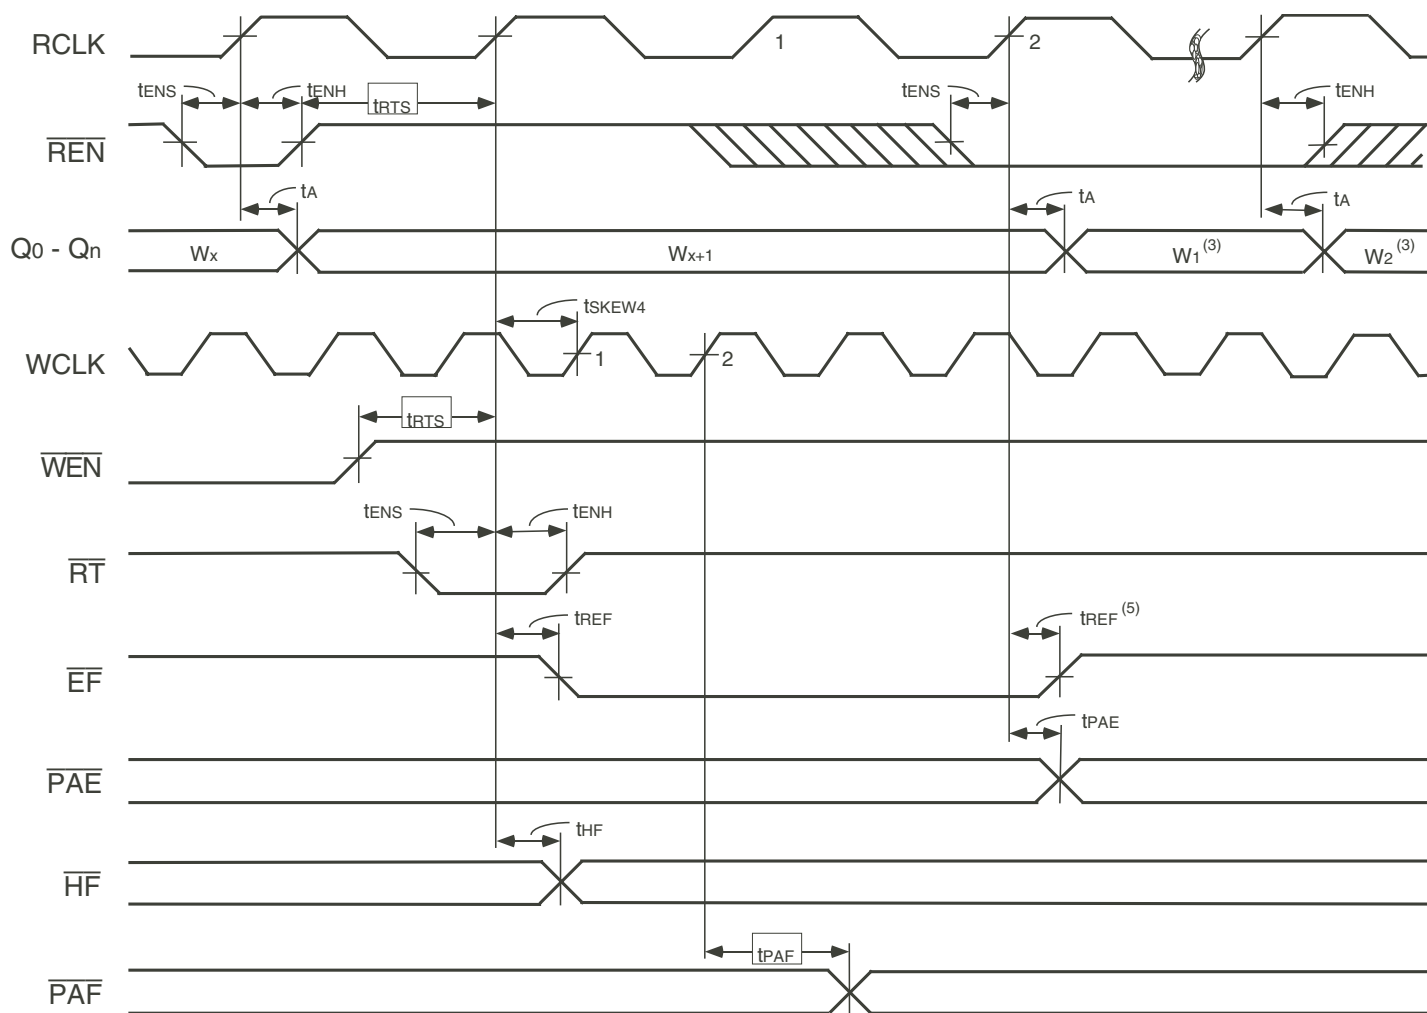 RCLK 1 2
tENS tENH tRTS tENS tENH
REN
tA tA tA
Q0 - Qn Wx Wx+1 W1(3) W2(3)
tSKEW4
WCLK 1 2
tRTS
WEN
tENS tENH
RT
tREF tREF(5)
EF
tPAE
PAE
tHF
HF
tPAF
PAF